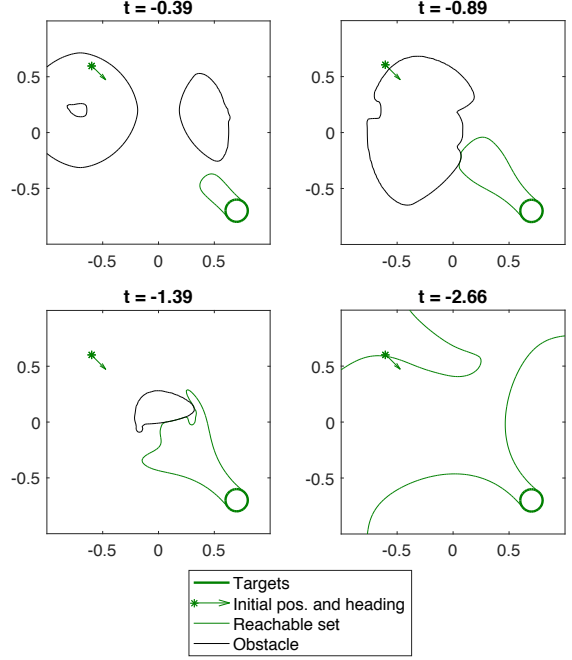 t = -0.39
t = -0.89
0.5
0
-0.5
0.5
0
-0.5
-0.5 0 0.5
-0.5 0 0.5
t = -1.39
t = -2.66
0.5
0
-0.5
0.5
0
-0.5
-0.5 0 0.5
-0.5 0 0.5
Targets
Initial pos. and heading
Reachable set
Obstacle